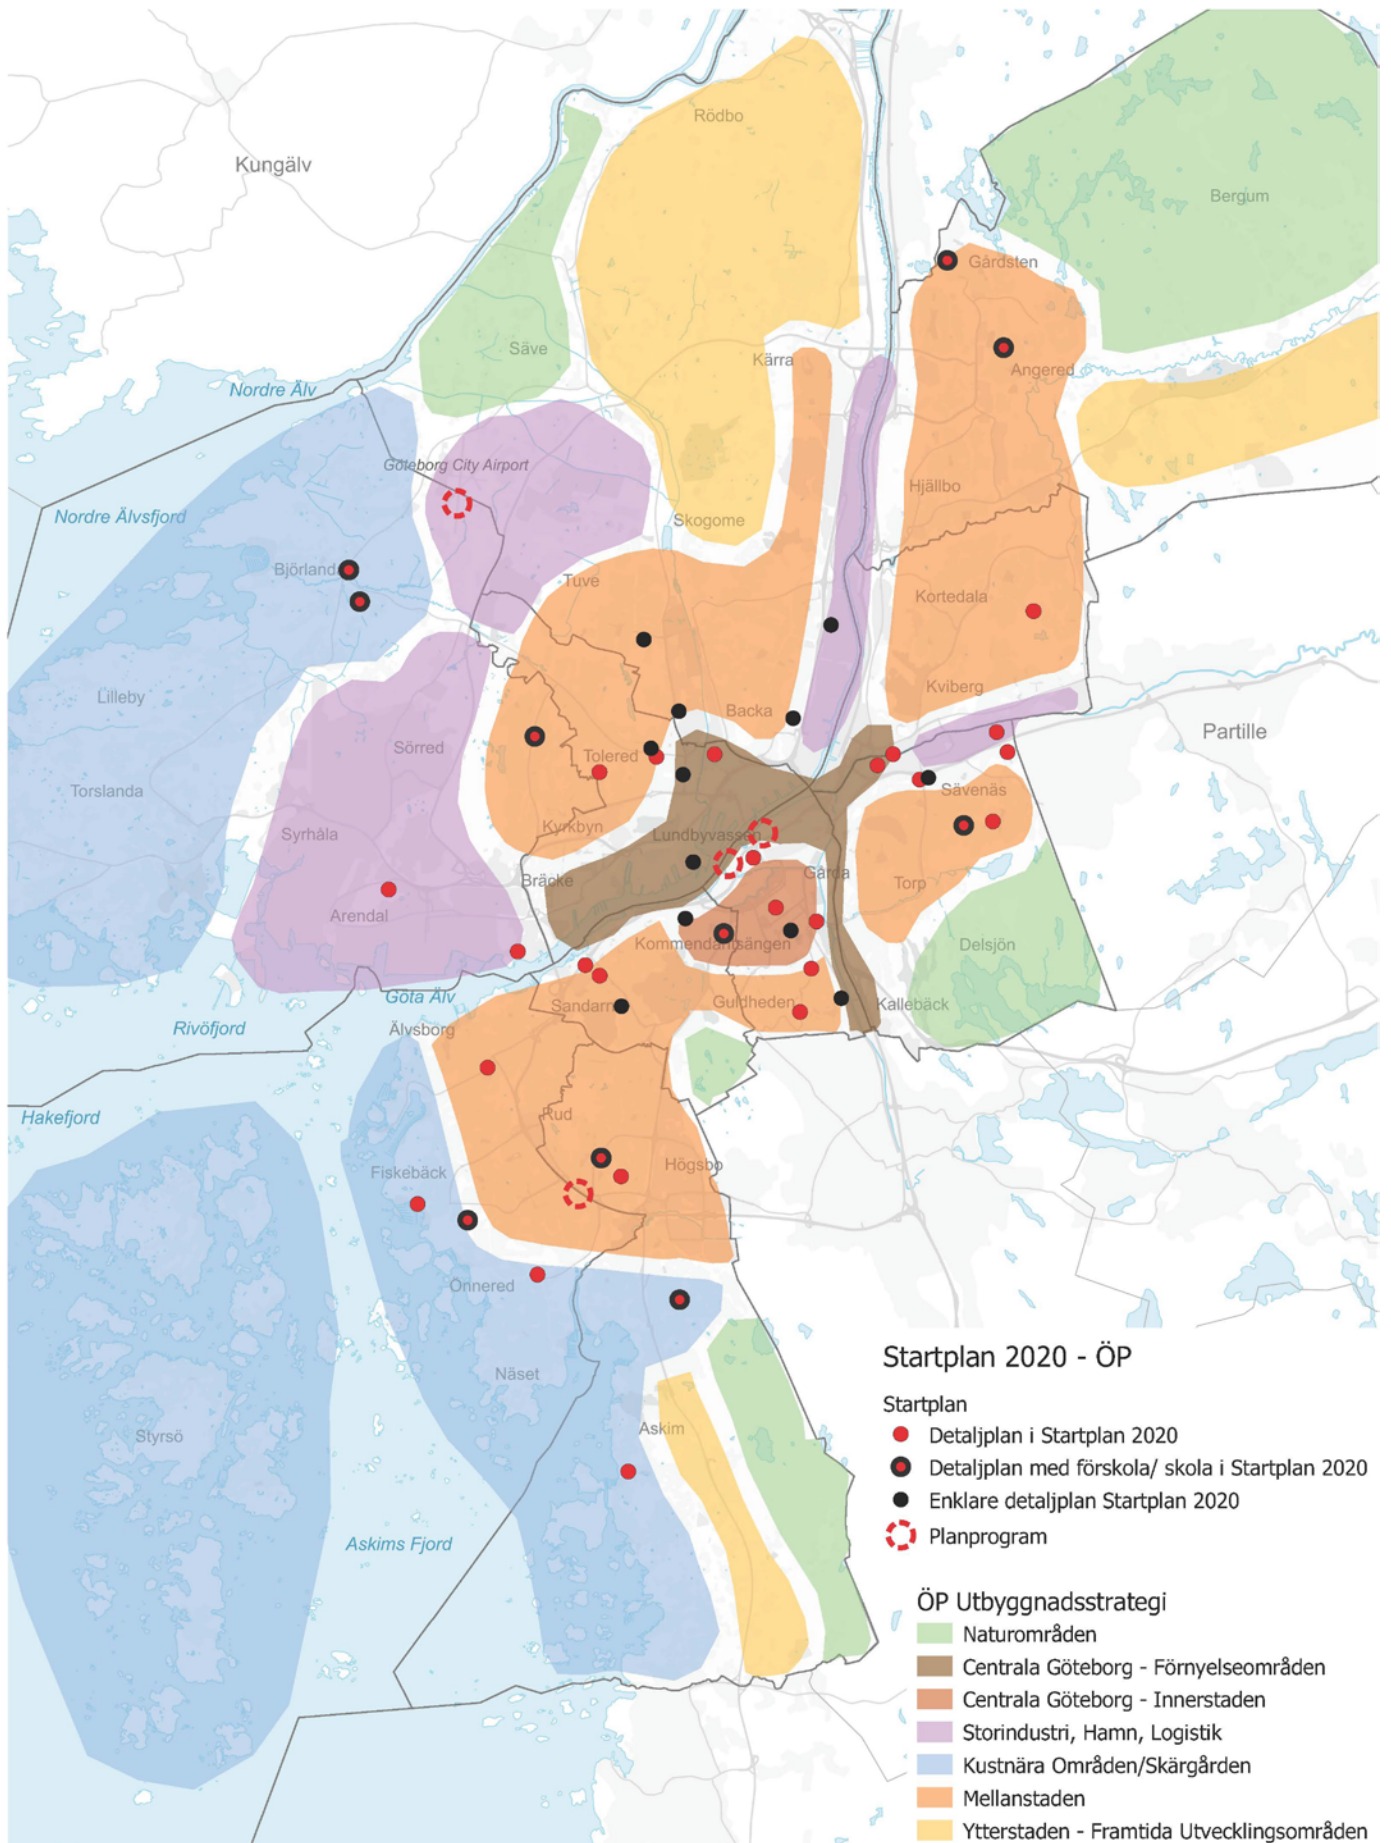 Rödbo
Kungälv
Bergum
Gårdsten
Säve
Kärra
Angered
Nordre Älv
Göteborg City Airport
Hjällbo
Nordre Älvsfjord
Skogome
Björland
Tuve
Kortedala
Kviberg
Lilleby
Backa
Partille
Sörred
Tolered
Torslanda
Sävenäs
Syrhåla
Kyrkbyn
Lundbyvassen
Gårda
Bräcke
Torp
Arendal
Kommendantsängen
Delsjön
Göta Älv
Sandarn
Guldheden
Kallebäck
Rivöfjord
Älvsborg
Hakefjord
Rud
Högsbo
Fiskebäck
Önnered
Näset
Styrsö
Askim
Askims Fjord
Startplan 2020 - ÖP
Startplan
Detaljplan i Startplan 2020
Detaljplan med förskola/ skola i Startplan 2020
Enklare detaljplan Startplan 2020
Planprogram
ÖP Utbyggnadsstrategi
Naturområden
Centrala Göteborg - Förnyelseområden
Centrala Göteborg - Innerstaden
Storindustri, Hamn, Logistik
Kustnära Områden/Skärgården
Mellanstaden
Ytterstaden - Framtida Utvecklingsområden